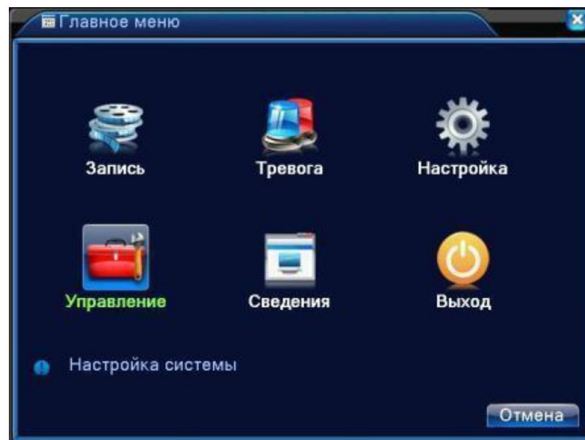 Главное меню
Запись Тревога Настройка
Управление Сведения Выход
Настройка системы
Отмена